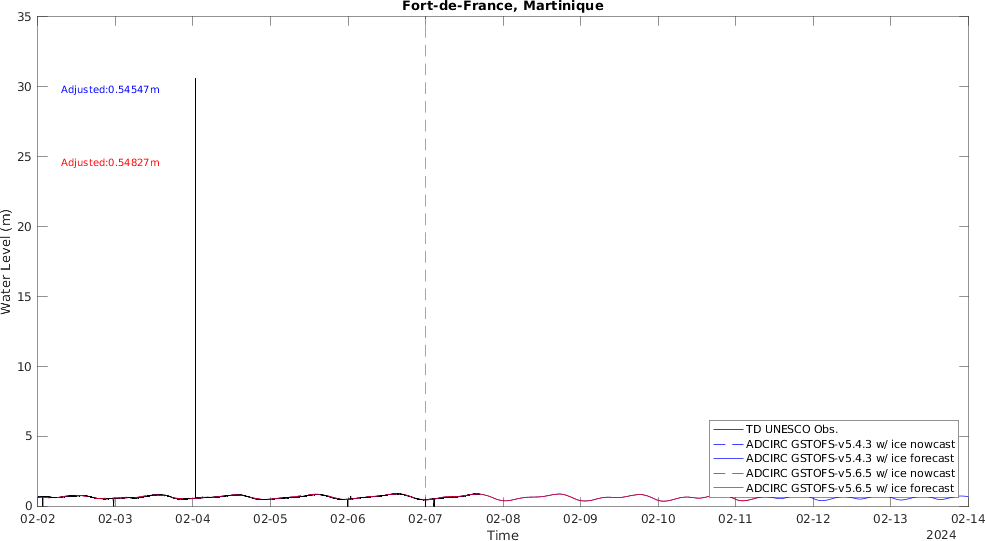 Fort-de-France, Martinique
35
30
25
20
15
10
5
0
Water Level (m)
Adjusted:0.54547m
Adjusted:0.54827m
TD UNESCO Obs.
ADCIRC GSTOFS-v5.4.3 w/ ice nowcast
ADCIRC GSTOFS-v5.4.3 w/ ice forecast
ADCIRC GSTOFS-v5.6.5 w/ ice nowcast
ADCIRC GSTOFS-v5.6.5 w/ ice forecast
02-02 02-03 02-04 02-05 02-06 02-07 02-08 02-09 02-10 02-11 02-12 02-13 02-14
Time
2024